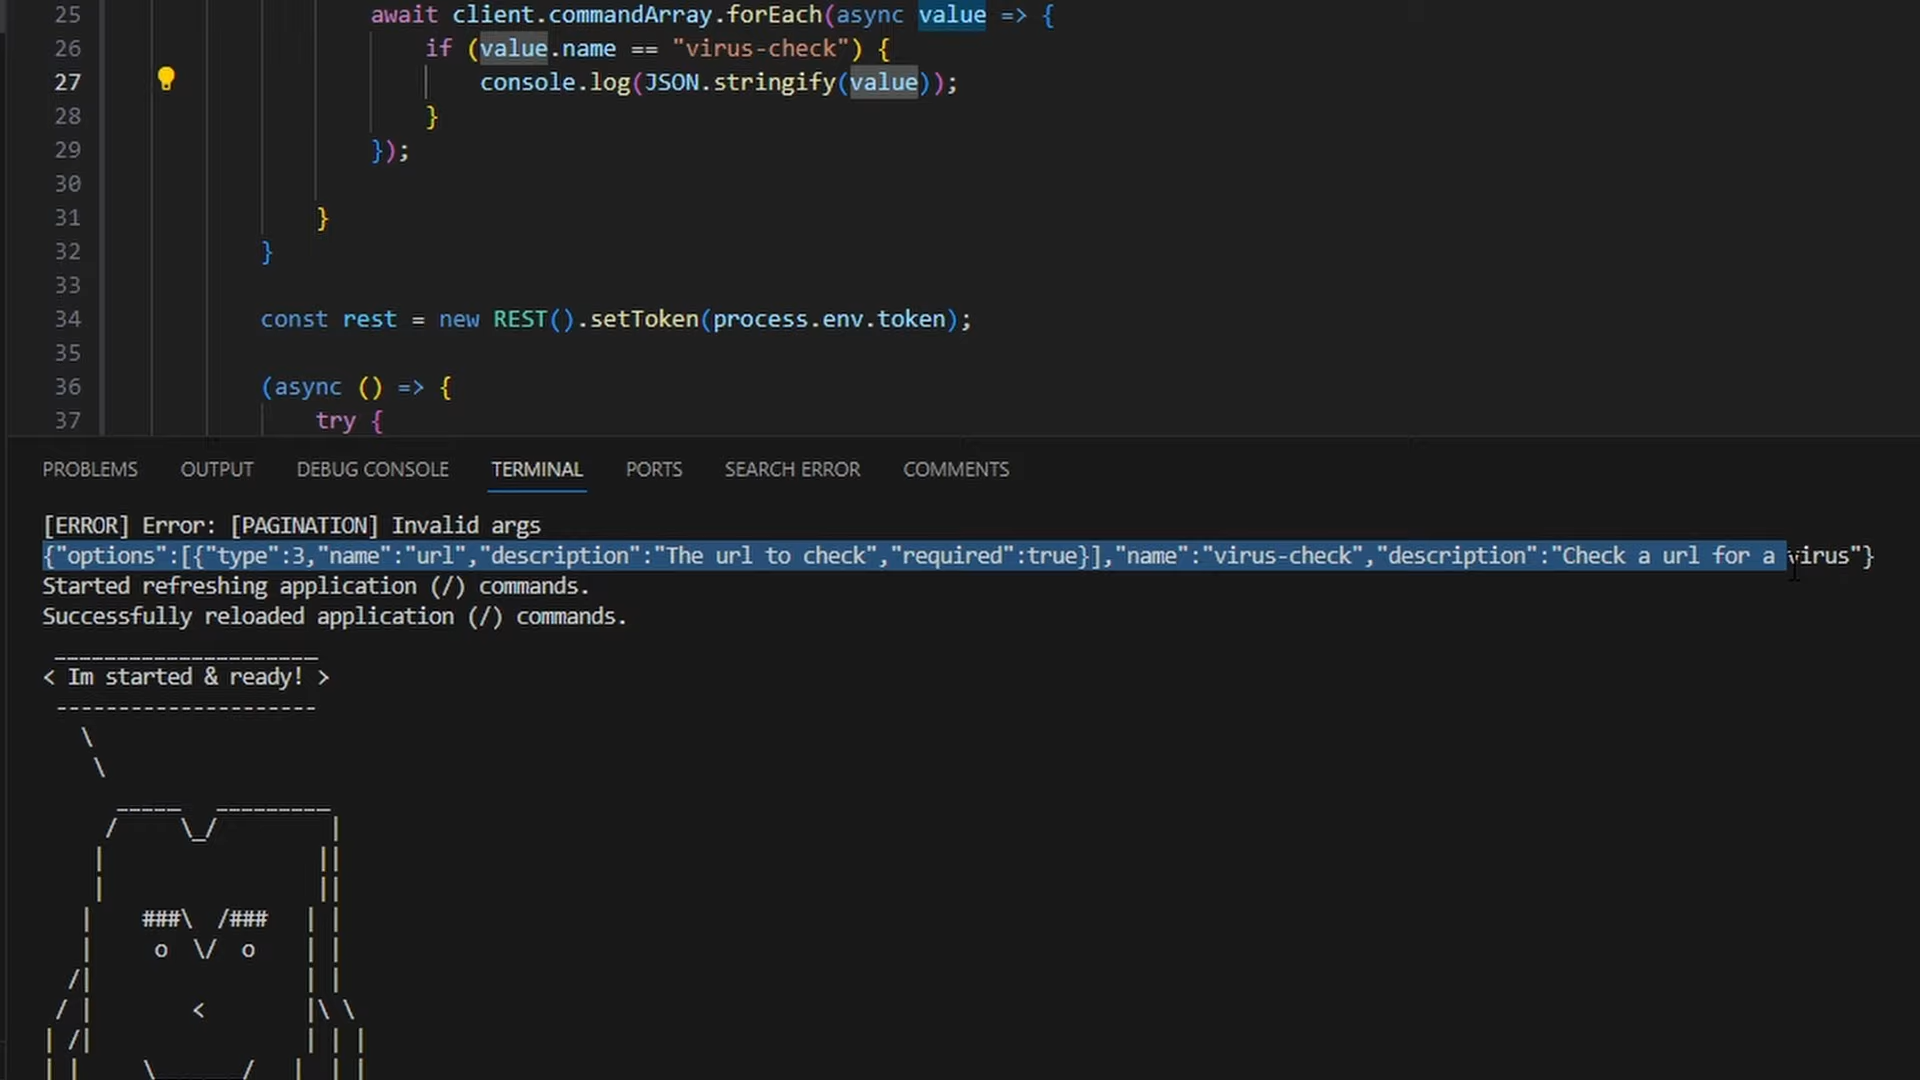 25 await client.commandArray.forEach(async value => {
26 if (value.name == "virus-check") {
27 console.log(JSON.stringify(value));
28 }
29 });
30
31 }
32 }
33
34 const rest = new REST().setToken(process.env.token);
35
36 (async () => {
37 try {
PROBLEMS OUTPUT DEBUG CONSOLE TERMINAL PORTS SEARCH ERROR COMMENTS
[ERROR] Error: [PAGINATION] Invalid args
{"options":[{"type":3,"name":"url","description":"The url to check","required":true}],"name":"virus-check","description":"Check a url for a virus"}
Started refreshing application (/) commands.
Successfully reloaded application (/) commands.
_____________________
< Im started & ready! >
---------------------
\
\
_____ _________
/ \_/ |
| ||
| ||
| ###\ /### | |
| o \/ o | |
/| | |
/ | < |\ \
| /| | | |
| | \_______/ | | |